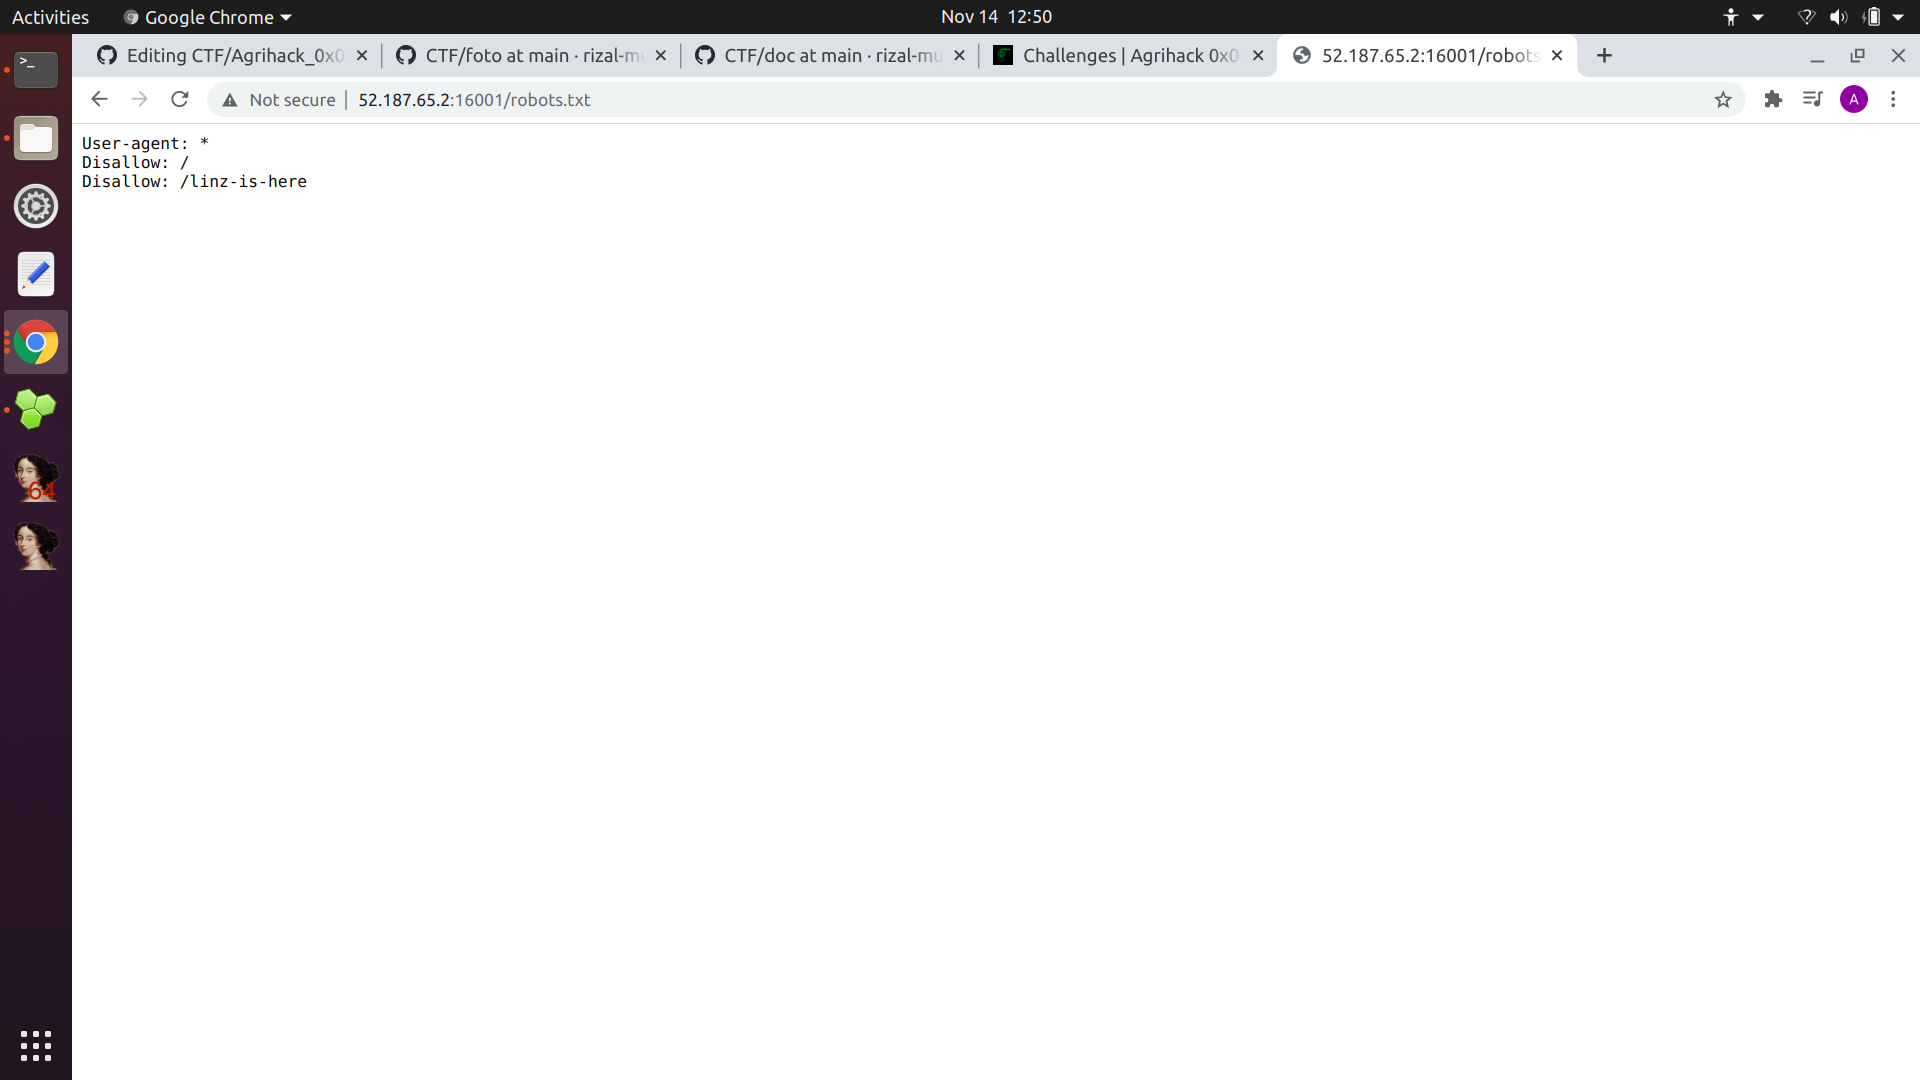 Activities Google Chrome Nov 14 12:50
Editing CTF/Agrihack_0x0 CTF/foto at main · rizal-mu CTF/doc at main · rizal-mu Challenges | Agrihack 0x0 52.187.65.2:16001/robots
Not secure 52.187.65.2:16001/robots.txt A
User-agent: *
Disallow: /
Disallow: /linz-is-here
>_
64